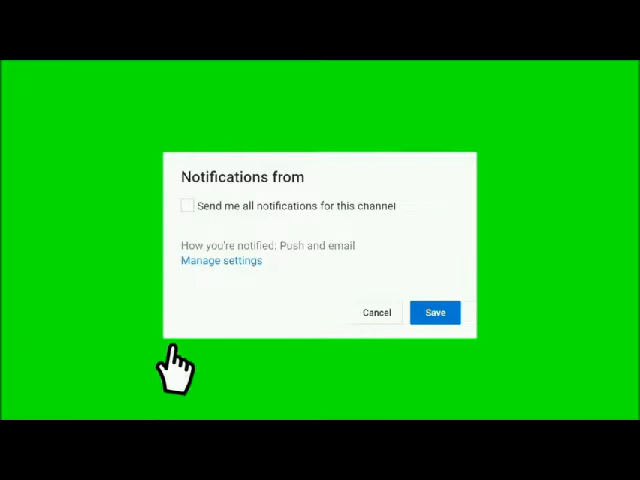 Notifications from
Send me all notifications for this channel
How you're notified: Push and email
Manage settings
Cancel Save